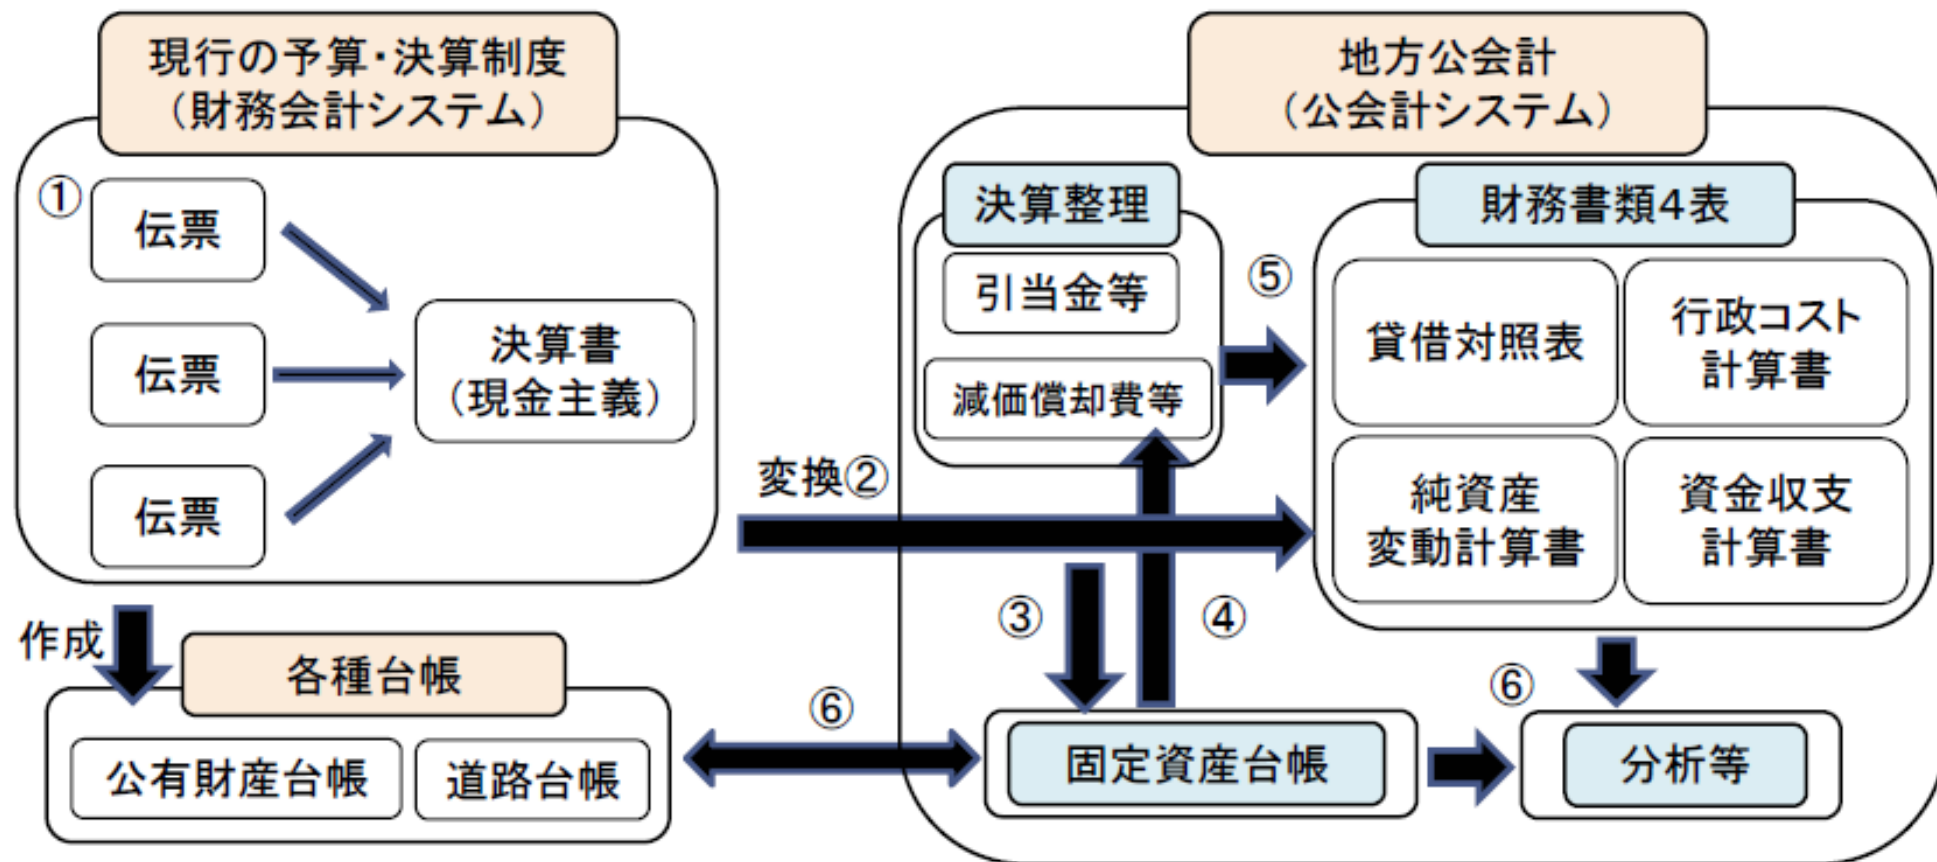 現行の予算・決算制度
（財務会計システム）
①
伝票
伝票
伝票
決算書
（現金主義）
作成
各種台帳
公有財産台帳
道路台帳
変換②
地方公会計
（公会計システム）
決算整理
引当金等
減価償却費等
⑤
財務書類4表
貸借対照表
行政コスト
計算書
純資産
変動計算書
資金収支
計算書
③
④
⑥
固定資産台帳
⑥
分析等